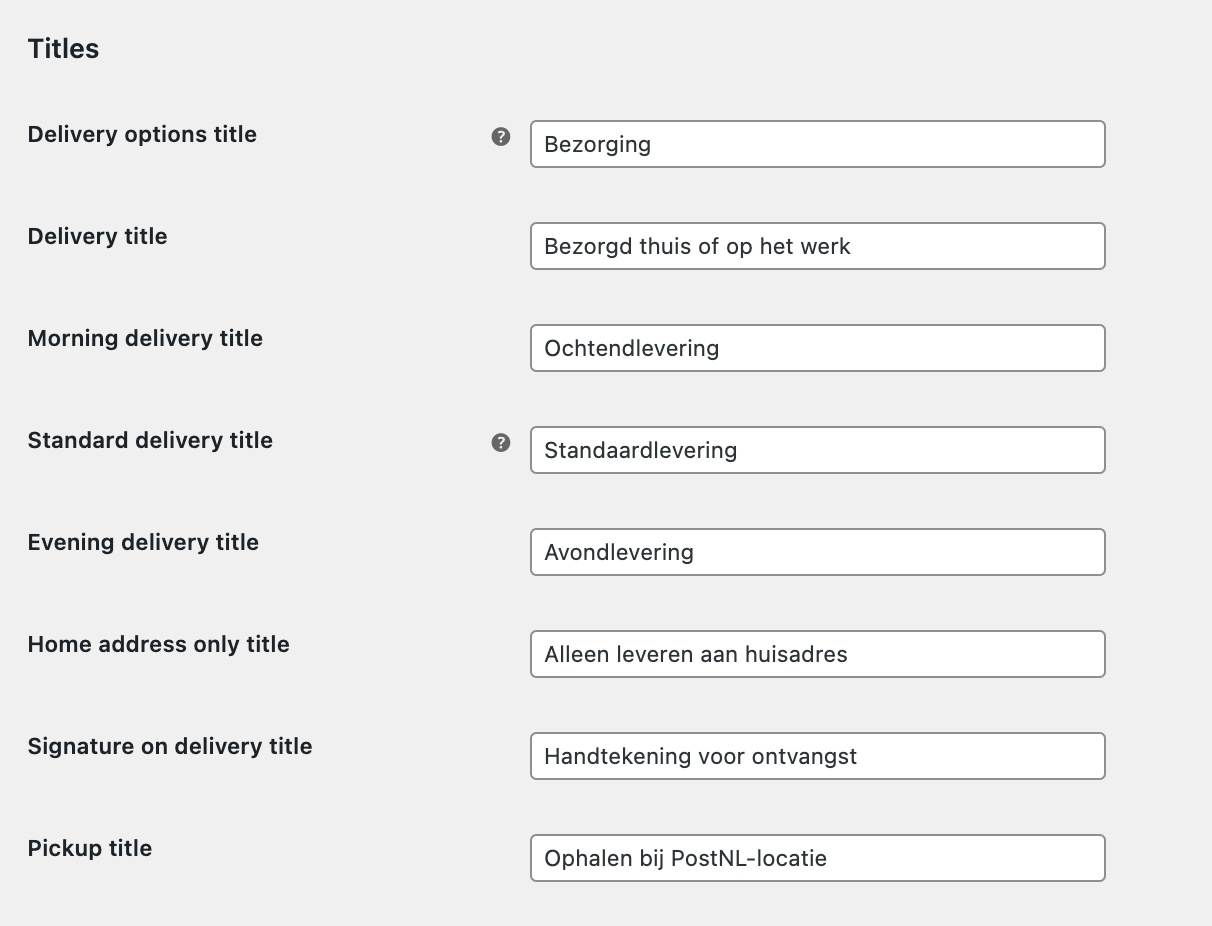 Titles
Delivery options title
Bezorging
Delivery title
Bezorgd thuis of op het werk
Morning delivery title
Ochtendlevering
Standard delivery title
Standaardlevering
Evening delivery title
Avondlevering
Home address only title
Alleen leveren aan huisadres
Signature on delivery title
Handtekening voor ontvangst
Pickup title
Ophalen bij PostNL-locatie